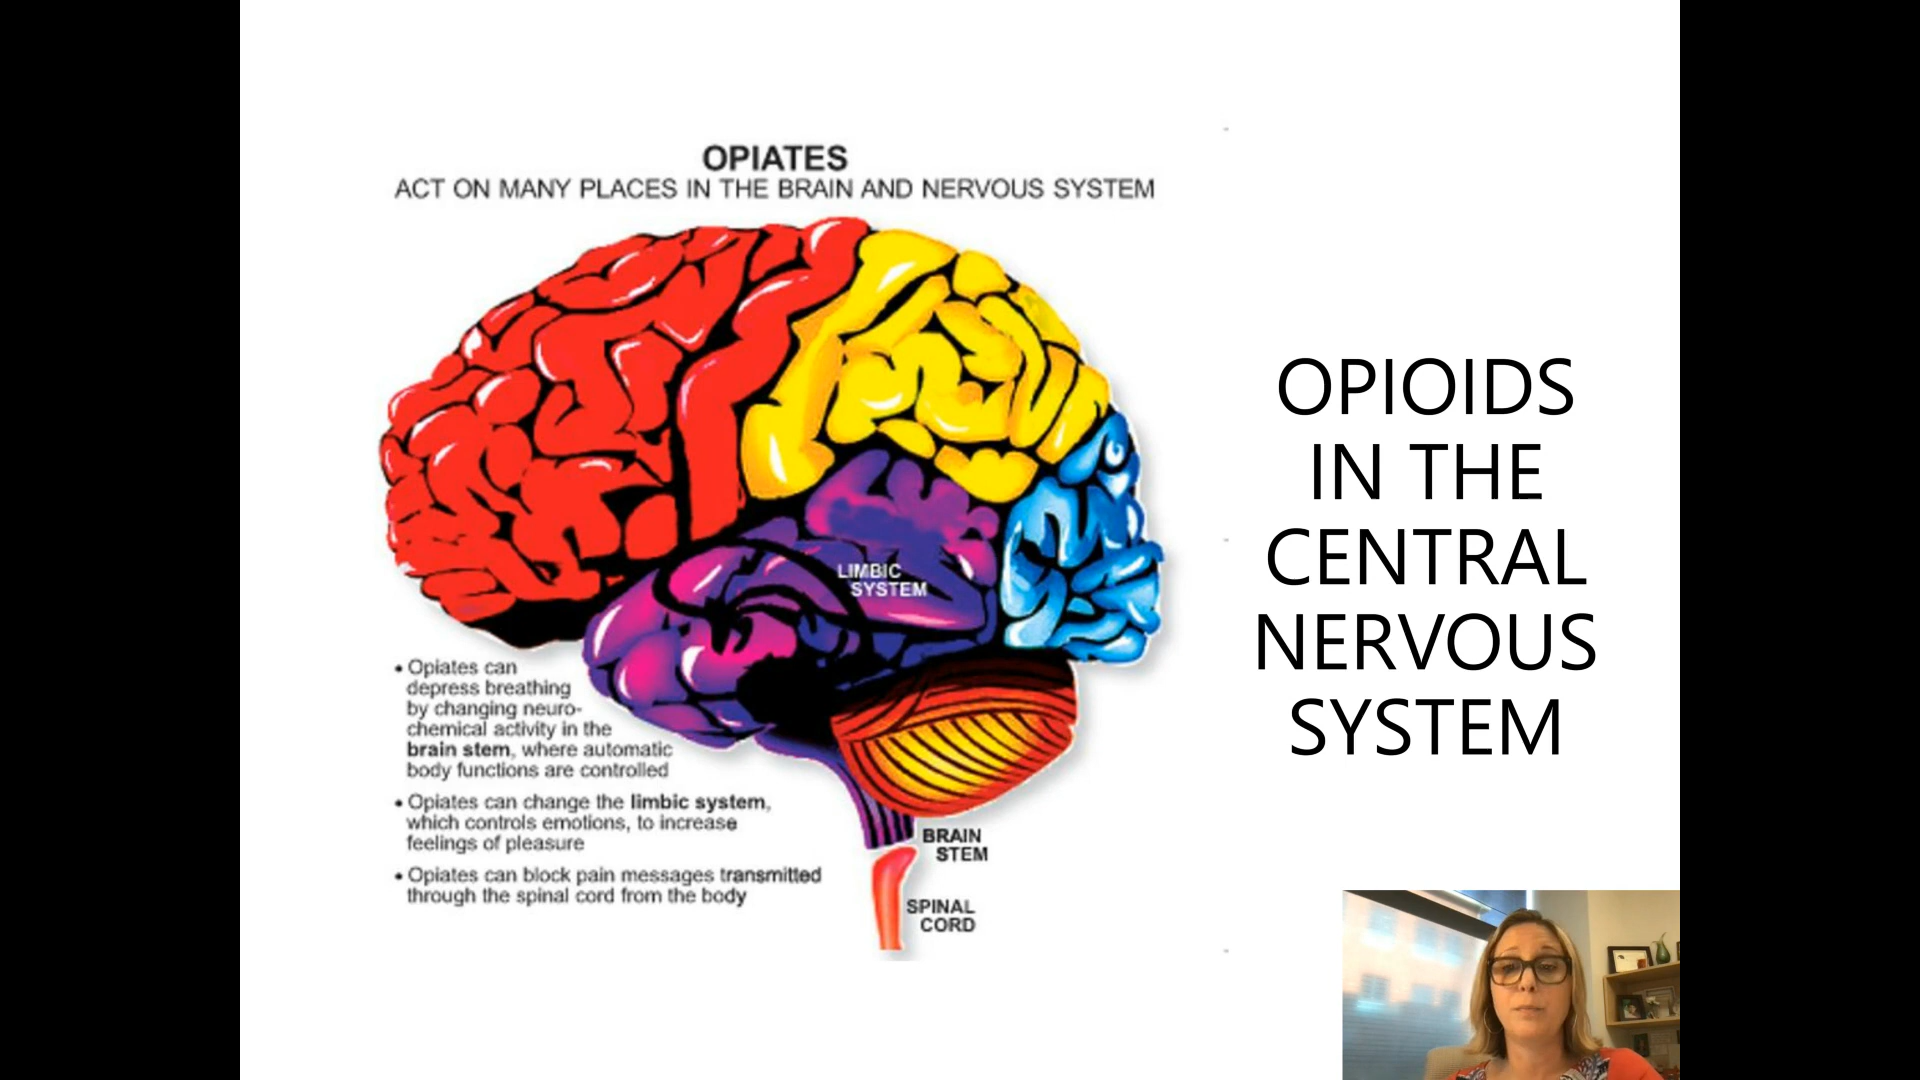 OPIATES
ACT ON MANY PLACES IN THE BRAIN AND NERVOUS SYSTEM
LIMBIC
SYSTEM
• Opiates can
depress breathing
by changing neuro-
chemical activity in the
brain stem, where automatic
body functions are controlled
• Opiates can change the limbic system,
which controls emotions, to increase
feelings of pleasure
• Opiates can block pain messages transmitted
through the spinal cord from the body
BRAIN
STEM
SPINAL
CORD
OPIOIDS
IN THE
CENTRAL
NERVOUS
SYSTEM